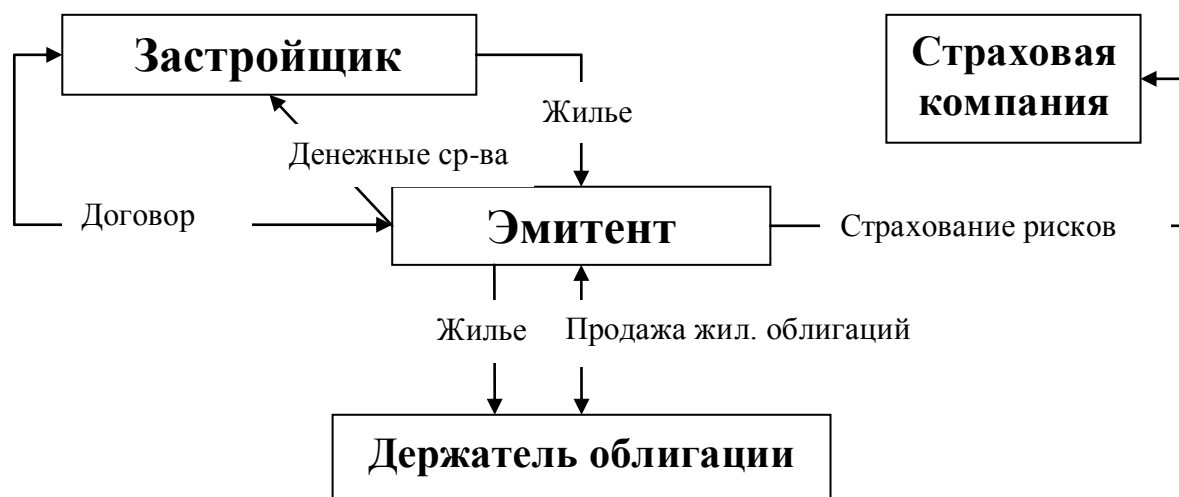 Застройщик
Страховая
компания
Жилье
Денежные ср-ва
Договор
Эмитент
Страхование рисков
Жилье
Продажа жил. облигаций
Держатель облигации